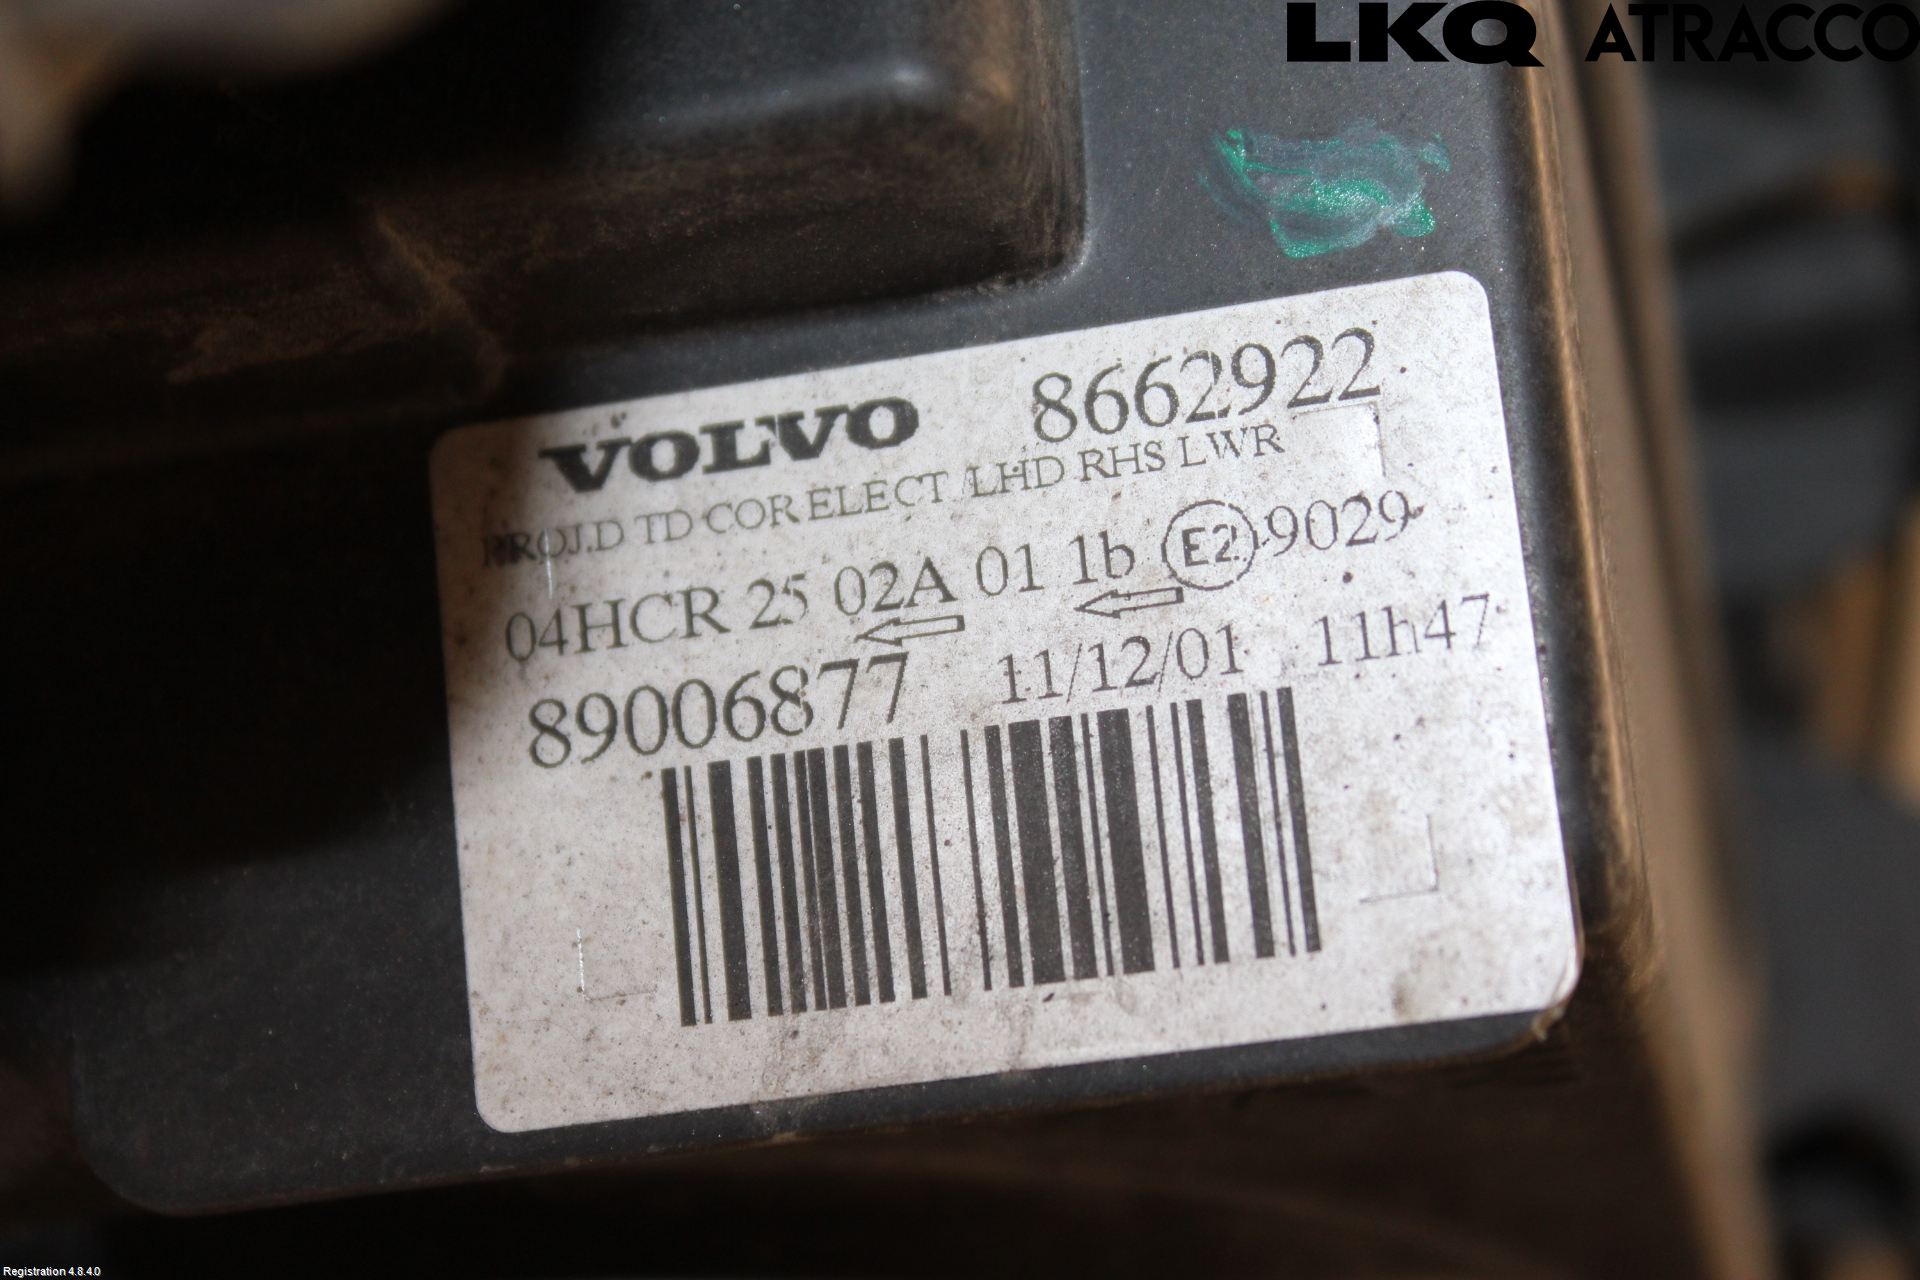 LKQ ATRACCO
VOLVO 8662922
PROJ.D TD COR ELECT /LHD RHS LWR
04HCR 25 02A 01 1b E2 9029
89006877 11/12/01 11h47
Registration 4.8.4.0